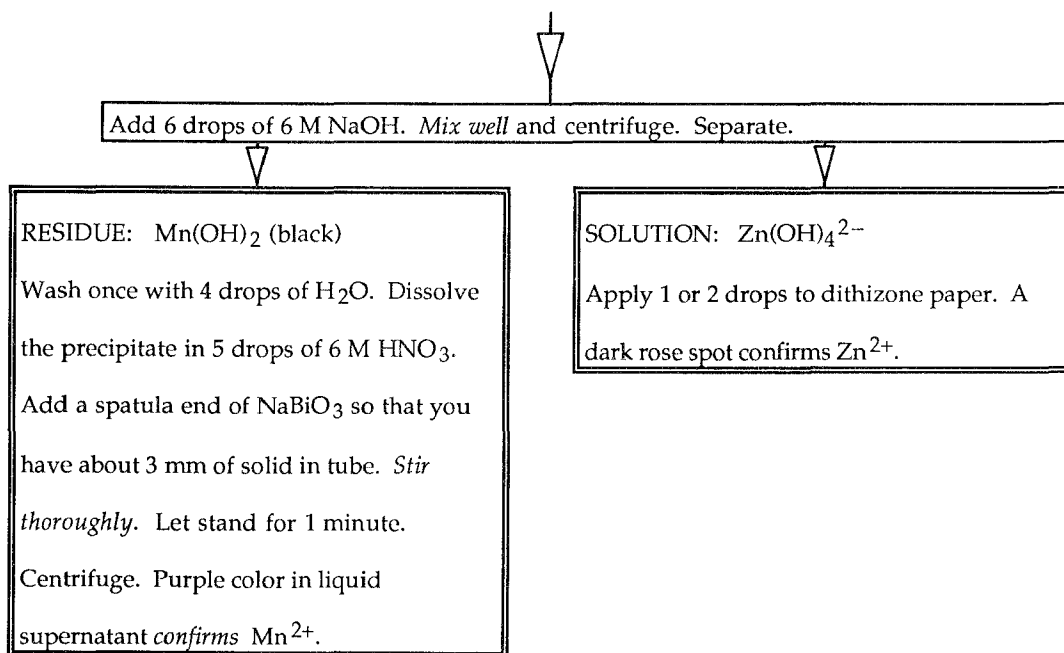 Add 6 drops of 6 M NaOH. Mix well and centrifuge. Separate.
RESIDUE: Mn(OH)2 (black)
Wash once with 4 drops of H2O. Dissolve
the precipitate in 5 drops of 6 M HNO3.
Add a spatula end of NaBiO3 so that you
have about 3 mm of solid in tube. Stir
thoroughly. Let stand for 1 minute.
Centrifuge. Purple color in liquid
supernatant confirms Mn2+.
SOLUTION: Zn(OH)42−
Apply 1 or 2 drops to dithizone paper. A
dark rose spot confirms Zn2+.